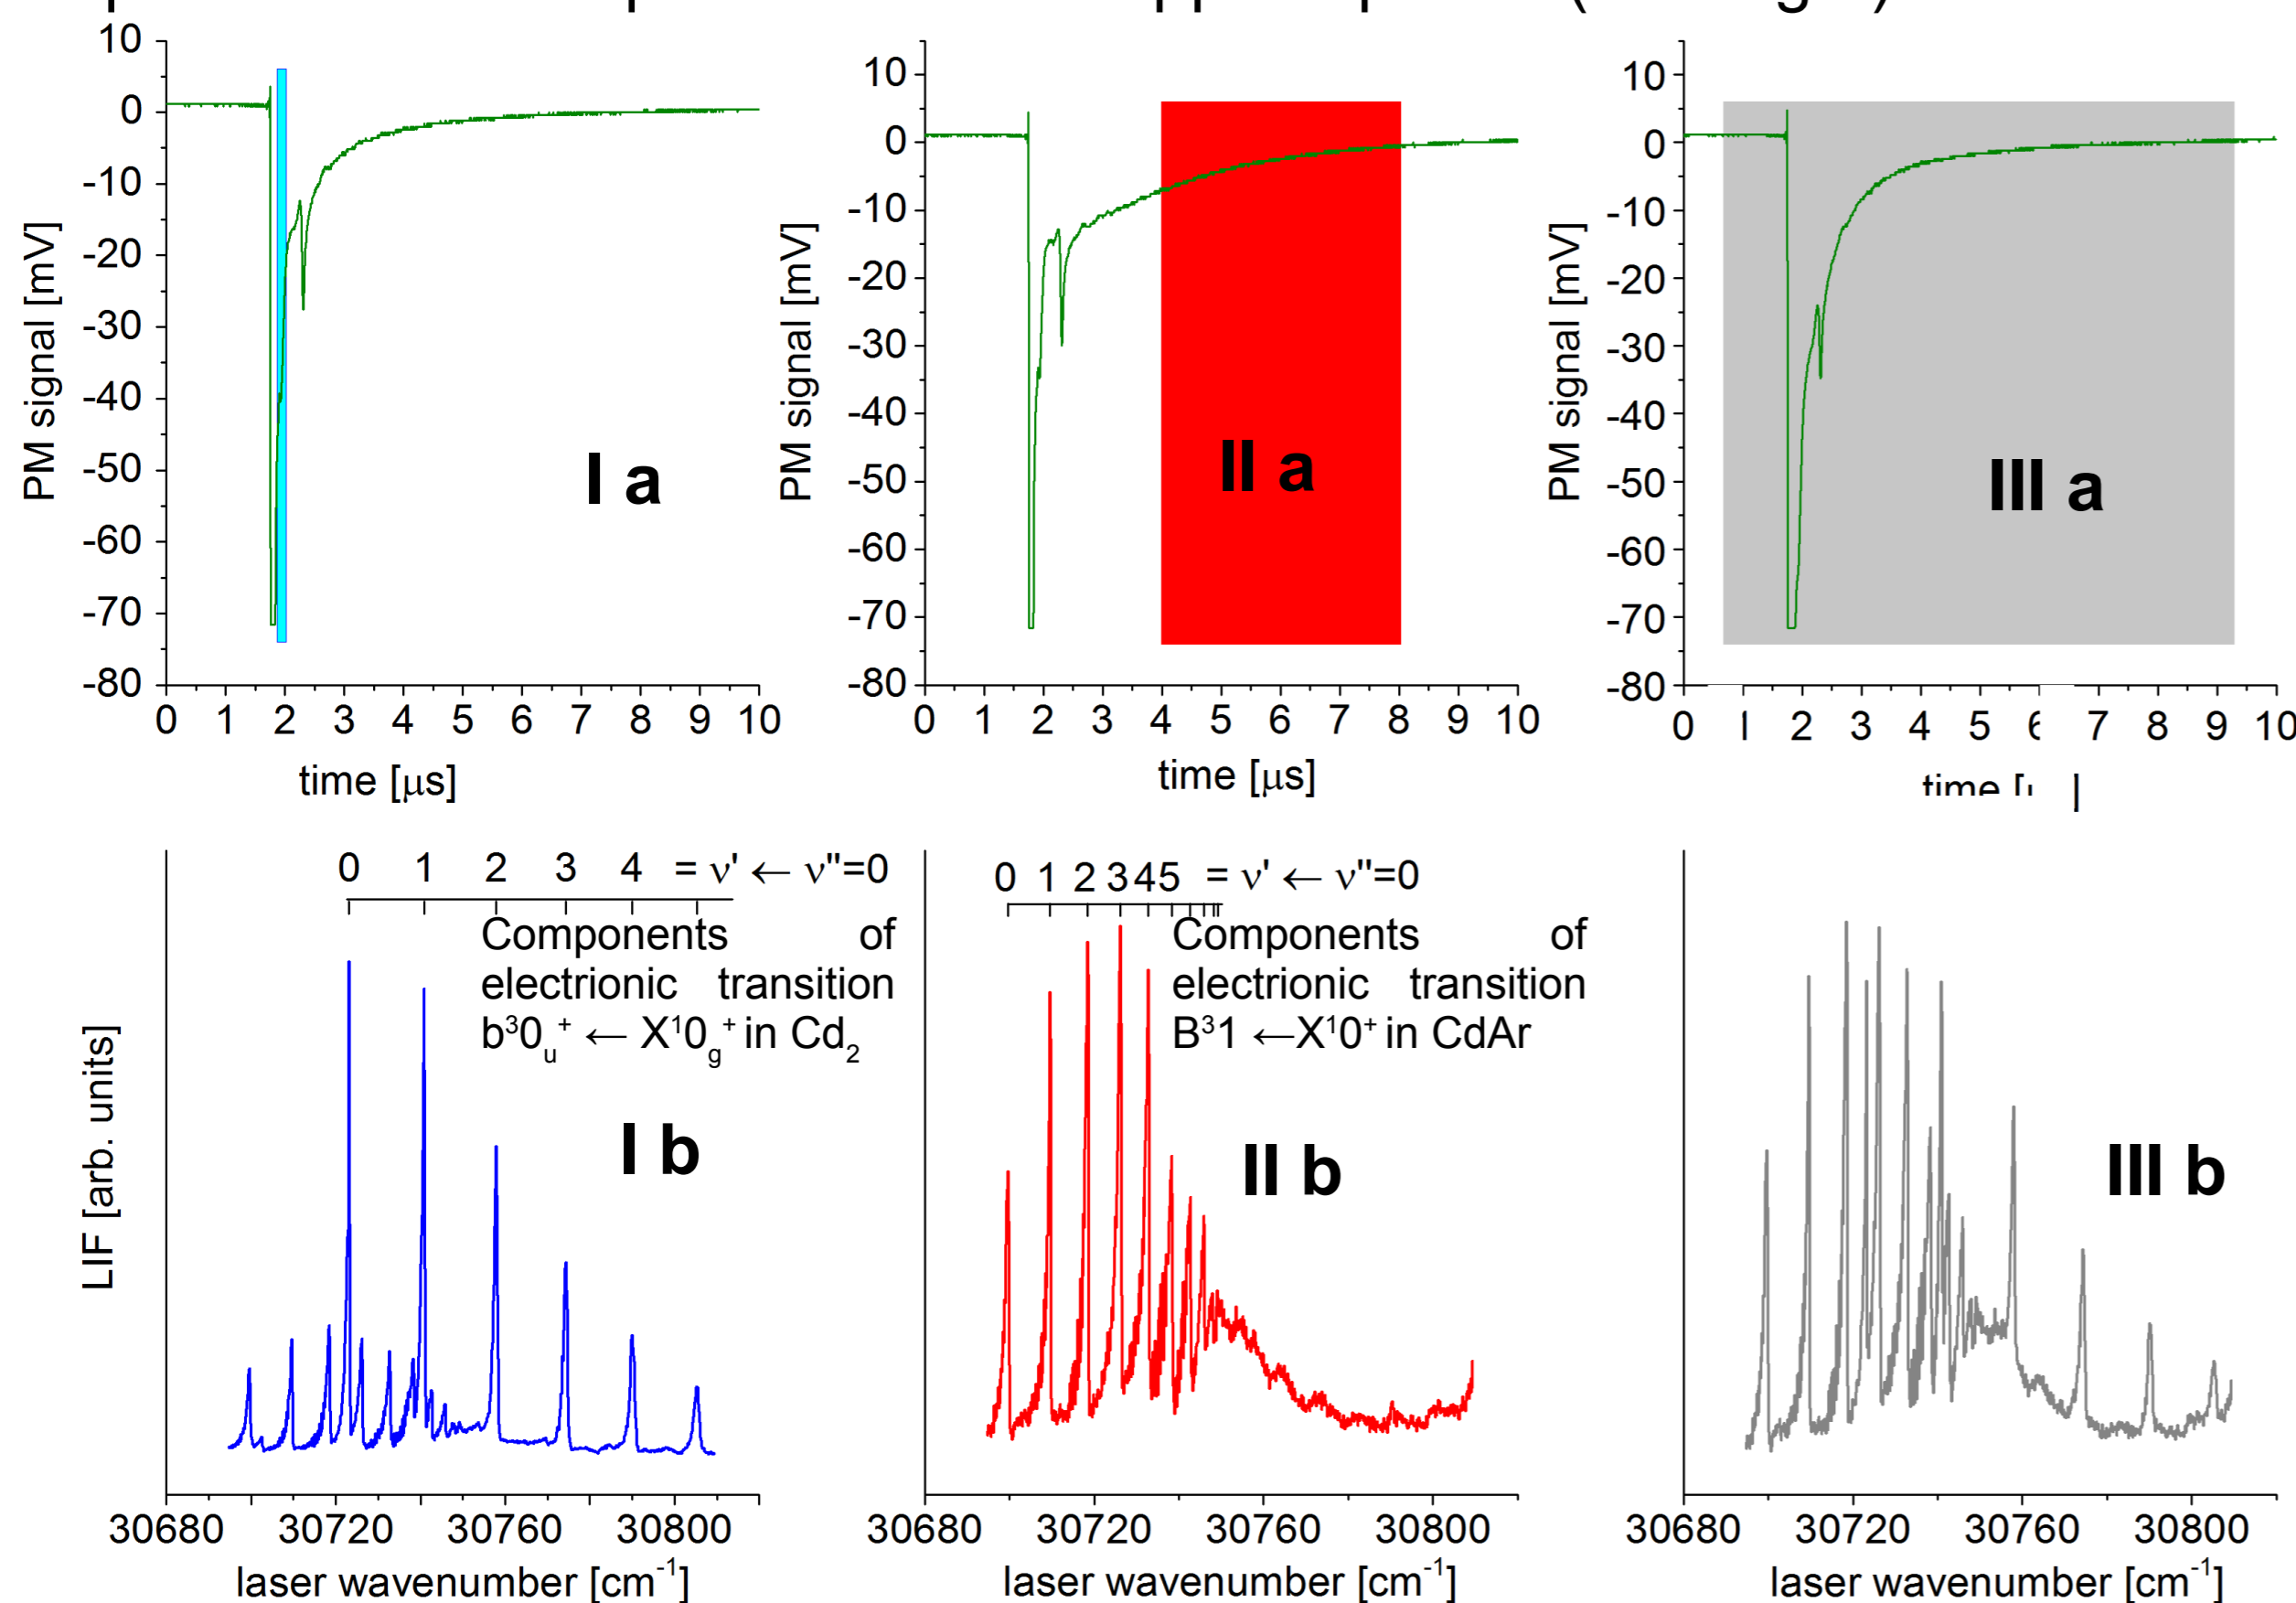 10
0
-10
-20
-30
-40
-50
-60
-70
-80
PM signal [mV]
0 1 2 3 4 5 6 7 8 9 10
time [μs]
I a
10
0
-10
-20
-30
-40
-50
-60
-70
-80
PM signal [mV]
0 1 2 3 4 5 6 7 8 9 10
time [μs]
II a
10
0
-10
-20
-30
-40
-50
-60
-70
-80
PM signal [mV]
0 1 2 3 4 5 7 8 9 10
time
III a
0 1 2 3 4 = ν' ← ν''=0
Components of
electrionic transition
b³0ᵤ⁺ ← X¹0g⁺ in Cd₂
I b
LIF [arb. units]
30680 30720 30760 30800
laser wavenumber [cm⁻¹]
0 1 2 3 4 5 = ν' ← ν''=0
Components of
electrionic transition
B³1 ←X¹0⁺ in CdAr
II b
30680 30720 30760 30800
laser wavenumber [cm⁻¹]
III b
30680 30720 30760 30800
laser wavenumber [cm⁻¹]